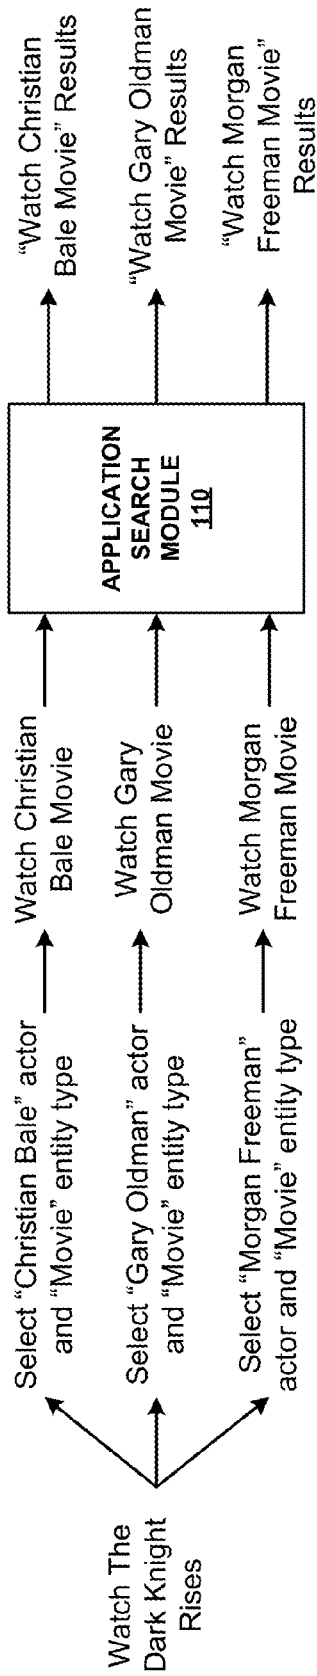 Watch The
Dark Knight
Rises
Select “Christian Bale” actor
and “Movie” entity type
Select “Gary Oldman” actor
and “Movie” entity type
Select “Morgan Freeman”
actor and “Movie” entity type
Watch Christian
Bale Movie
Watch Gary
Oldman Movie
Watch Morgan
Freeman Movie
APPLICATION
SEARCH
MODULE
110
“Watch Christian
Bale Movie” Results
“Watch Gary Oldman
Movie” Results
“Watch Morgan
Freeman Movie”
Results